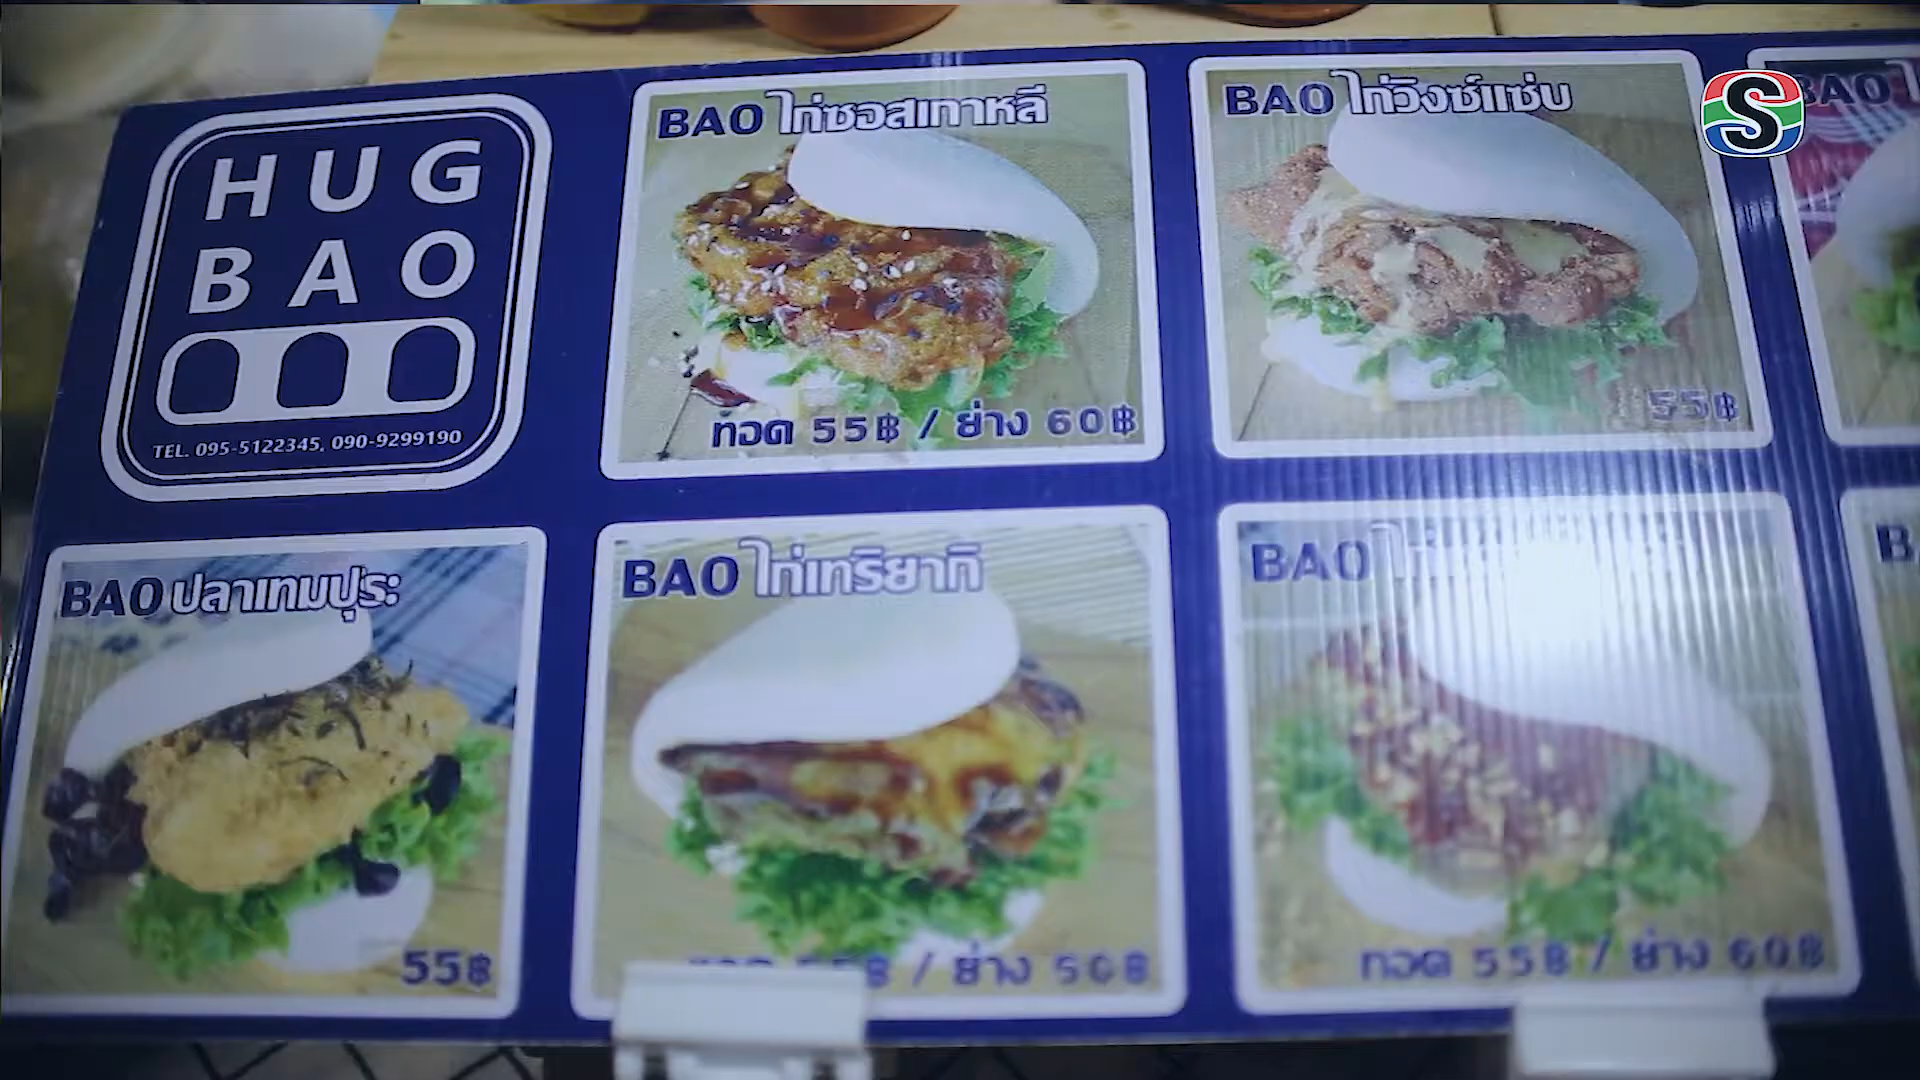 HUG
BAO
TEL. 095-5122345, 090-9299190
BAO ไก่ซอสเกาหลี
ทอด 55฿ / ย่าง 60฿
BAO ไก่วิงซ์แซ่บ
55฿
BAO
S
BAO ปลาเทมปุระ
55฿
BAO ไก่เทริยากิ
/ ย่าง
BAO
ทอด 55฿ / ย่าง 60฿